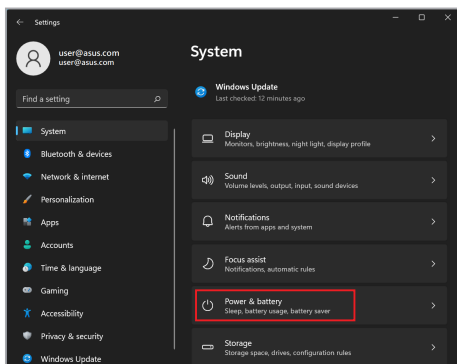 Settings
user@asus.com
user@asus.com
Find a setting
System
Bluetooth & devices
Network & internet
Personalization
Apps
Accounts
Time & language
Gaming
Accessibility
Privacy & security
Windows Update
System
Windows Update
Last checked: 12 minutes ago
Display
Monitors, brightness, night light, display profile
Sound
Volume levels, output, input, sound devices
Notifications
Alerts from apps and system
Focus assist
Notifications, automatic rules
Power & battery
Sleep, battery usage, battery saver
Storage
Storage space, drives, configuration rules